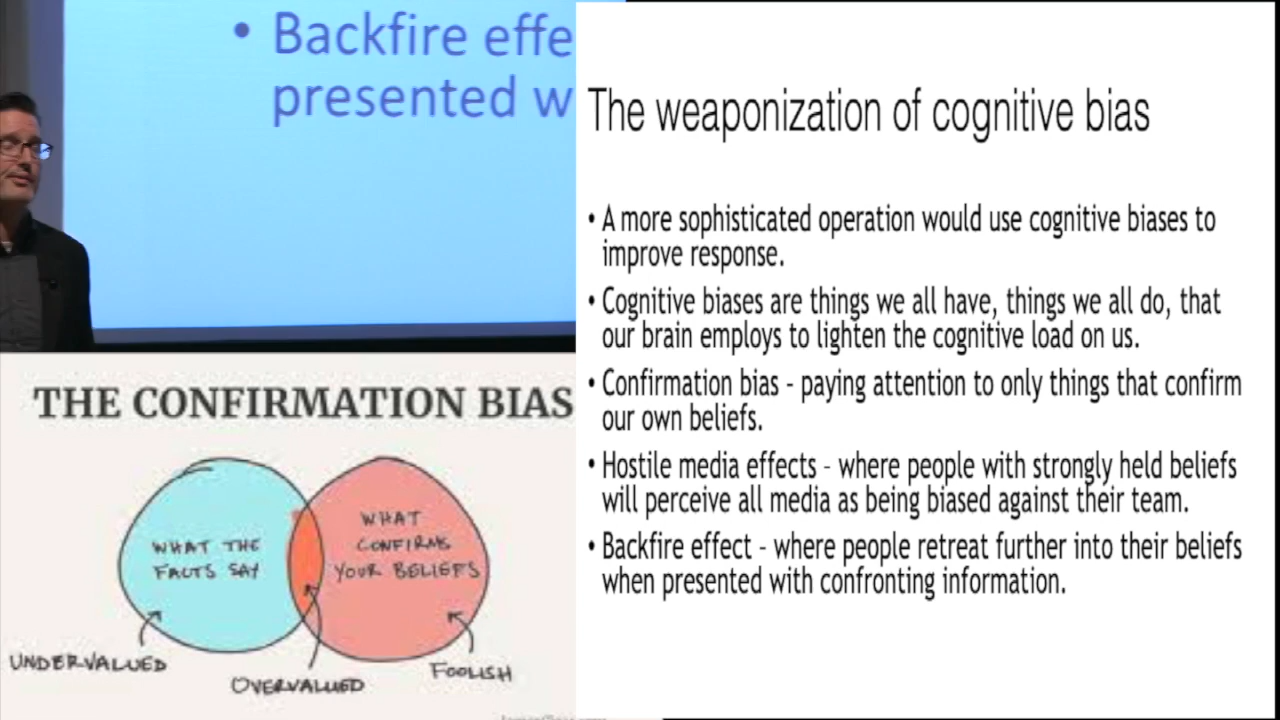 • Backfire effe
presented w
The weaponization of cognitive bias
• A more sophisticated operation would use cognitive biases to
improve response.
• Cognitive biases are things we all have, things we all do, that
our brain employs to lighten the cognitive load on us.
• Confirmation bias - paying attention to only things that confirm
our own beliefs.
• Hostile media effects - where people with strongly held beliefs
will perceive all media as being biased against their team.
• Backfire effect - where people retreat further into their beliefs
when presented with confronting information.
THE CONFIRMATION BIAS
WHAT THE
FACTS SAY
WHAT
CONFIRMS
YOUR BELIEFS
UNDERVALUED
OVERVALUED
FOOLISH